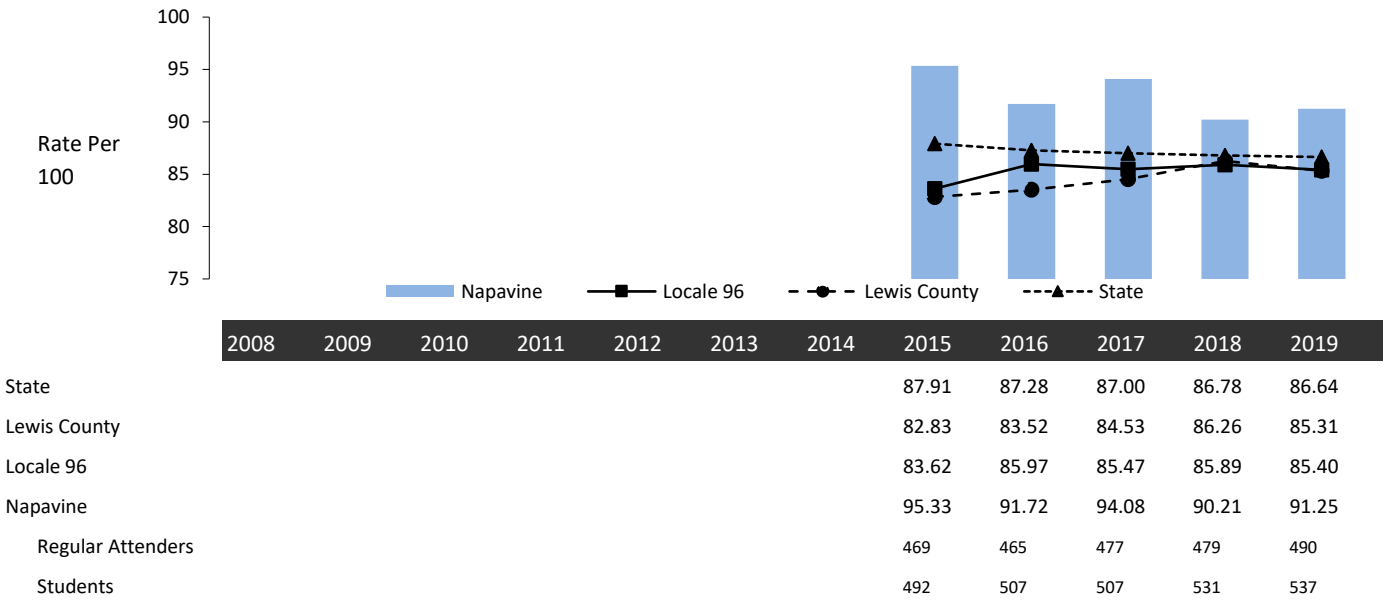 100
95
90
85
80
75
Rate Per
100
Napavine Locale 96 Lewis County State
2008 2009 2010 2011 2012 2013 2014 2015 2016 2017 2018 2019
State 87.91 87.28 87.00 86.78 86.64
Lewis County 82.83 83.52 84.53 86.26 85.31
Locale 96 83.62 85.97 85.47 85.89 85.40
Napavine 95.33 91.72 94.08 90.21 91.25
Regular Attenders 469 465 477 479 490
Students 492 507 507 531 537